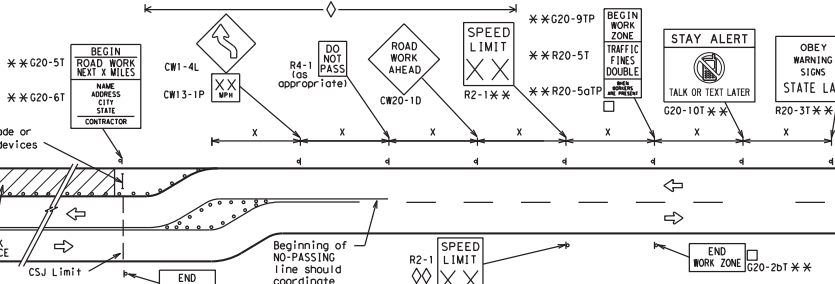 ✱✱G20-5T
✱✱G20-6T
BEGIN
ROAD WORK
NEXT X MILES
NAME
ADDRESS
CITY
STATE
CONTRACTOR
CW1-4L
CW13-1P
XX
MPH
R4-1
(as
appropriate)
DO
NOT
PASS
ROAD
WORK
AHEAD
CW20-1D
SPEED
LIMIT
XX
R2-1✱✱
✱✱G20-9TP
✱✱R20-5T
✱✱R20-5aTP
BEGIN
WORK
ZONE
TRAFFIC
FINES
DOUBLE
WHEN
WORKERS
ARE PRESENT
STAY ALERT
TALK OR TEXT LATER
G20-10T✱✱
OBEY
WARNING
SIGNS
STATE LA
R20-3T✱✱
X X X X X X X
ade or
devices
CE
CSJ Limit
END
Beginning of
NO-PASSING
line should
coordinate
R2-1
SPEED
LIMIT
XX
END
WORK ZONE
G20-2bT ✱✱